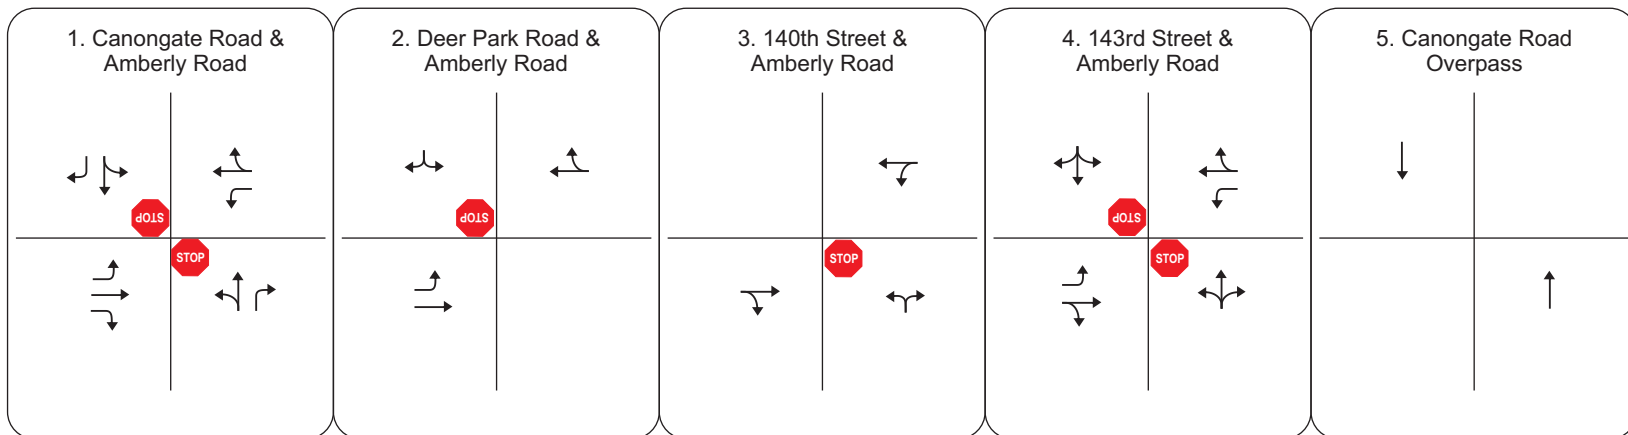 1. Canongate Road &
Amberly Road
2. Deer Park Road &
Amberly Road
3. 140th Street &
Amberly Road
4. 143rd Street &
Amberly Road
5. Canongate Road
Overpass
STOP
STOP
STOP
STOP
STOP
STOP